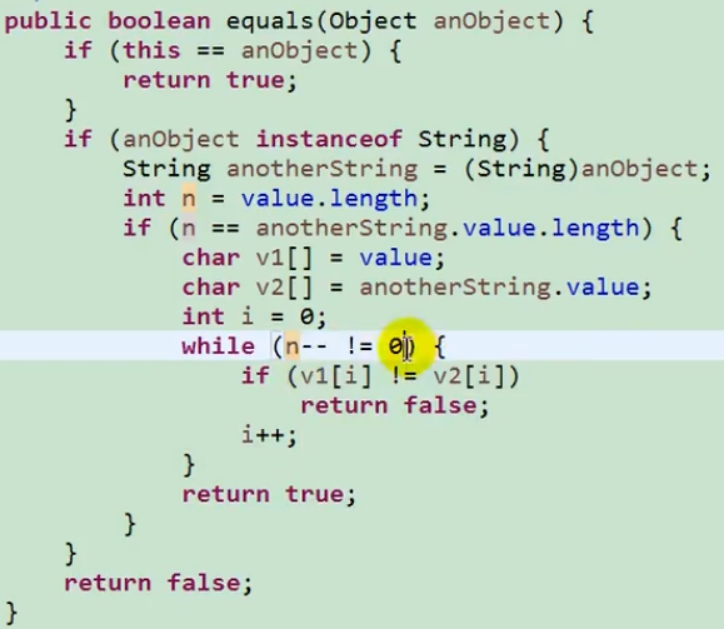 public boolean equals(Object anObject) {
    if (this == anObject) {
        return true;
    }
    if (anObject instanceof String) {
        String anotherString = (String)anObject;
        int n = value.length;
        if (n == anotherString.value.length) {
            char v1[] = value;
            char v2[] = anotherString.value;
            int i = 0;
            while (n-- != 0) {
                if (v1[i] != v2[i])
                    return false;
                i++;
            }
            return true;
        }
    }
    return false;
}